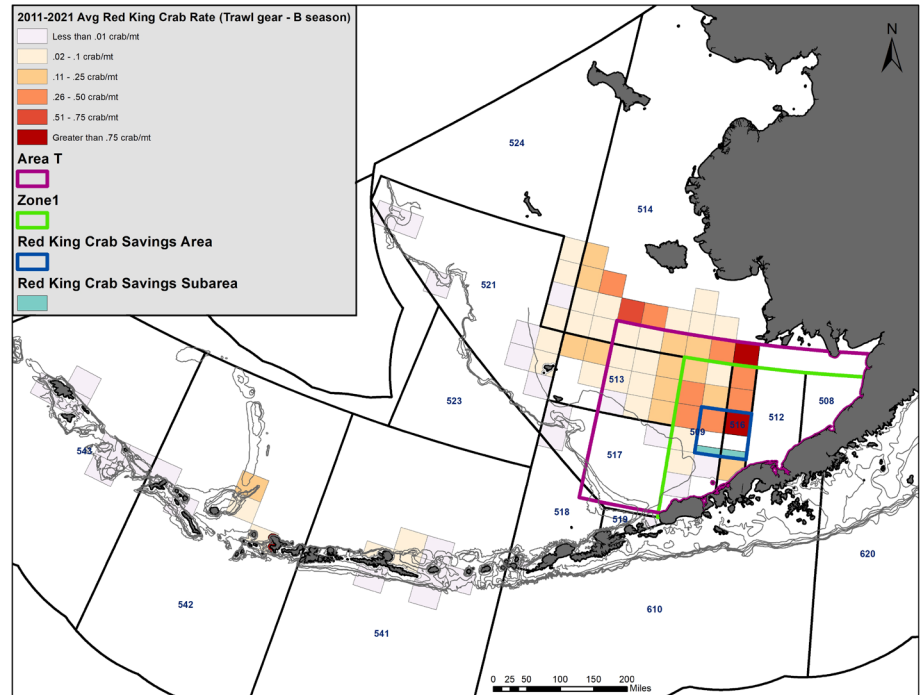 2011-2021 Avg Red King Crab Rate (Trawl gear - B season)
Less than .01 crab/mt
.02 - .1 crab/mt
.11 - .25 crab/mt
.26 - .50 crab/mt
.51 - .75 crab/mt
Greater than .75 crab/mt
Area T
Zone1
Red King Crab Savings Area
Red King Crab Savings Subarea
N
524
514
521
523
513
508
512
516
509
517
518
519
543
542
541
610
620
0 25 50 100 150 200
Miles